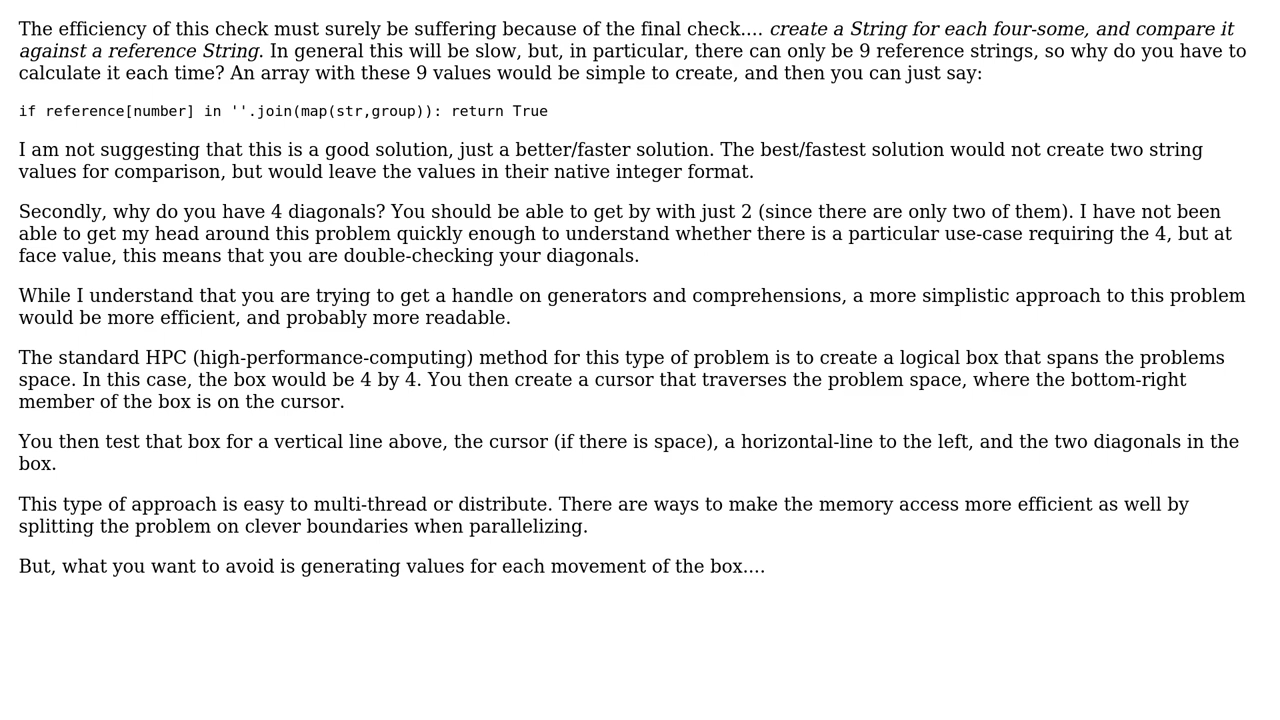 The efficiency of this check must surely be suffering because of the final check.... create a String for each four-some, and compare it
against a reference String. In general this will be slow, but, in particular, there can only be 9 reference strings, so why do you have to
calculate it each time? An array with these 9 values would be simple to create, and then you can just say:
if reference[number] in ''.join(map(str,group)): return True
I am not suggesting that this is a good solution, just a better/faster solution. The best/fastest solution would not create two string
values for comparison, but would leave the values in their native integer format.
Secondly, why do you have 4 diagonals? You should be able to get by with just 2 (since there are only two of them). I have not been
able to get my head around this problem quickly enough to understand whether there is a particular use-case requiring the 4, but at
face value, this means that you are double-checking your diagonals.
While I understand that you are trying to get a handle on generators and comprehensions, a more simplistic approach to this problem
would be more efficient, and probably more readable.
The standard HPC (high-performance-computing) method for this type of problem is to create a logical box that spans the problems
space. In this case, the box would be 4 by 4. You then create a cursor that traverses the problem space, where the bottom-right
member of the box is on the cursor.
You then test that box for a vertical line above, the cursor (if there is space), a horizontal-line to the left, and the two diagonals in the
box.
This type of approach is easy to multi-thread or distribute. There are ways to make the memory access more efficient as well by
splitting the problem on clever boundaries when parallelizing.
But, what you want to avoid is generating values for each movement of the box....